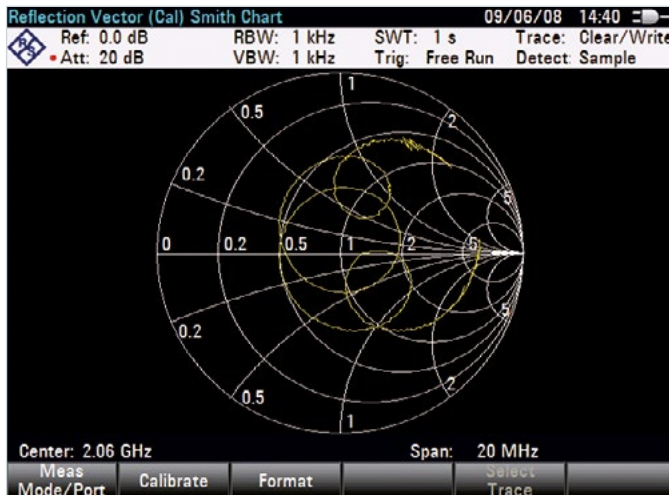 Reflection Vector (Cal) Smith Chart 09/06/08 14:40
Ref: 0.0 dB RBW: 1 kHz SWT: 1 s Trace: Clear/Write
Att: 20 dB VBW: 1 kHz Trig: Free Run Detect: Sample
R&S
1
0.5 2
0.2 5
0 0.2 0.5 1 2 5
0.2 5
0.5 2
1
Center: 2.06 GHz Span: 20 MHz
Meas Mode/Port Calibrate Format Select Trace